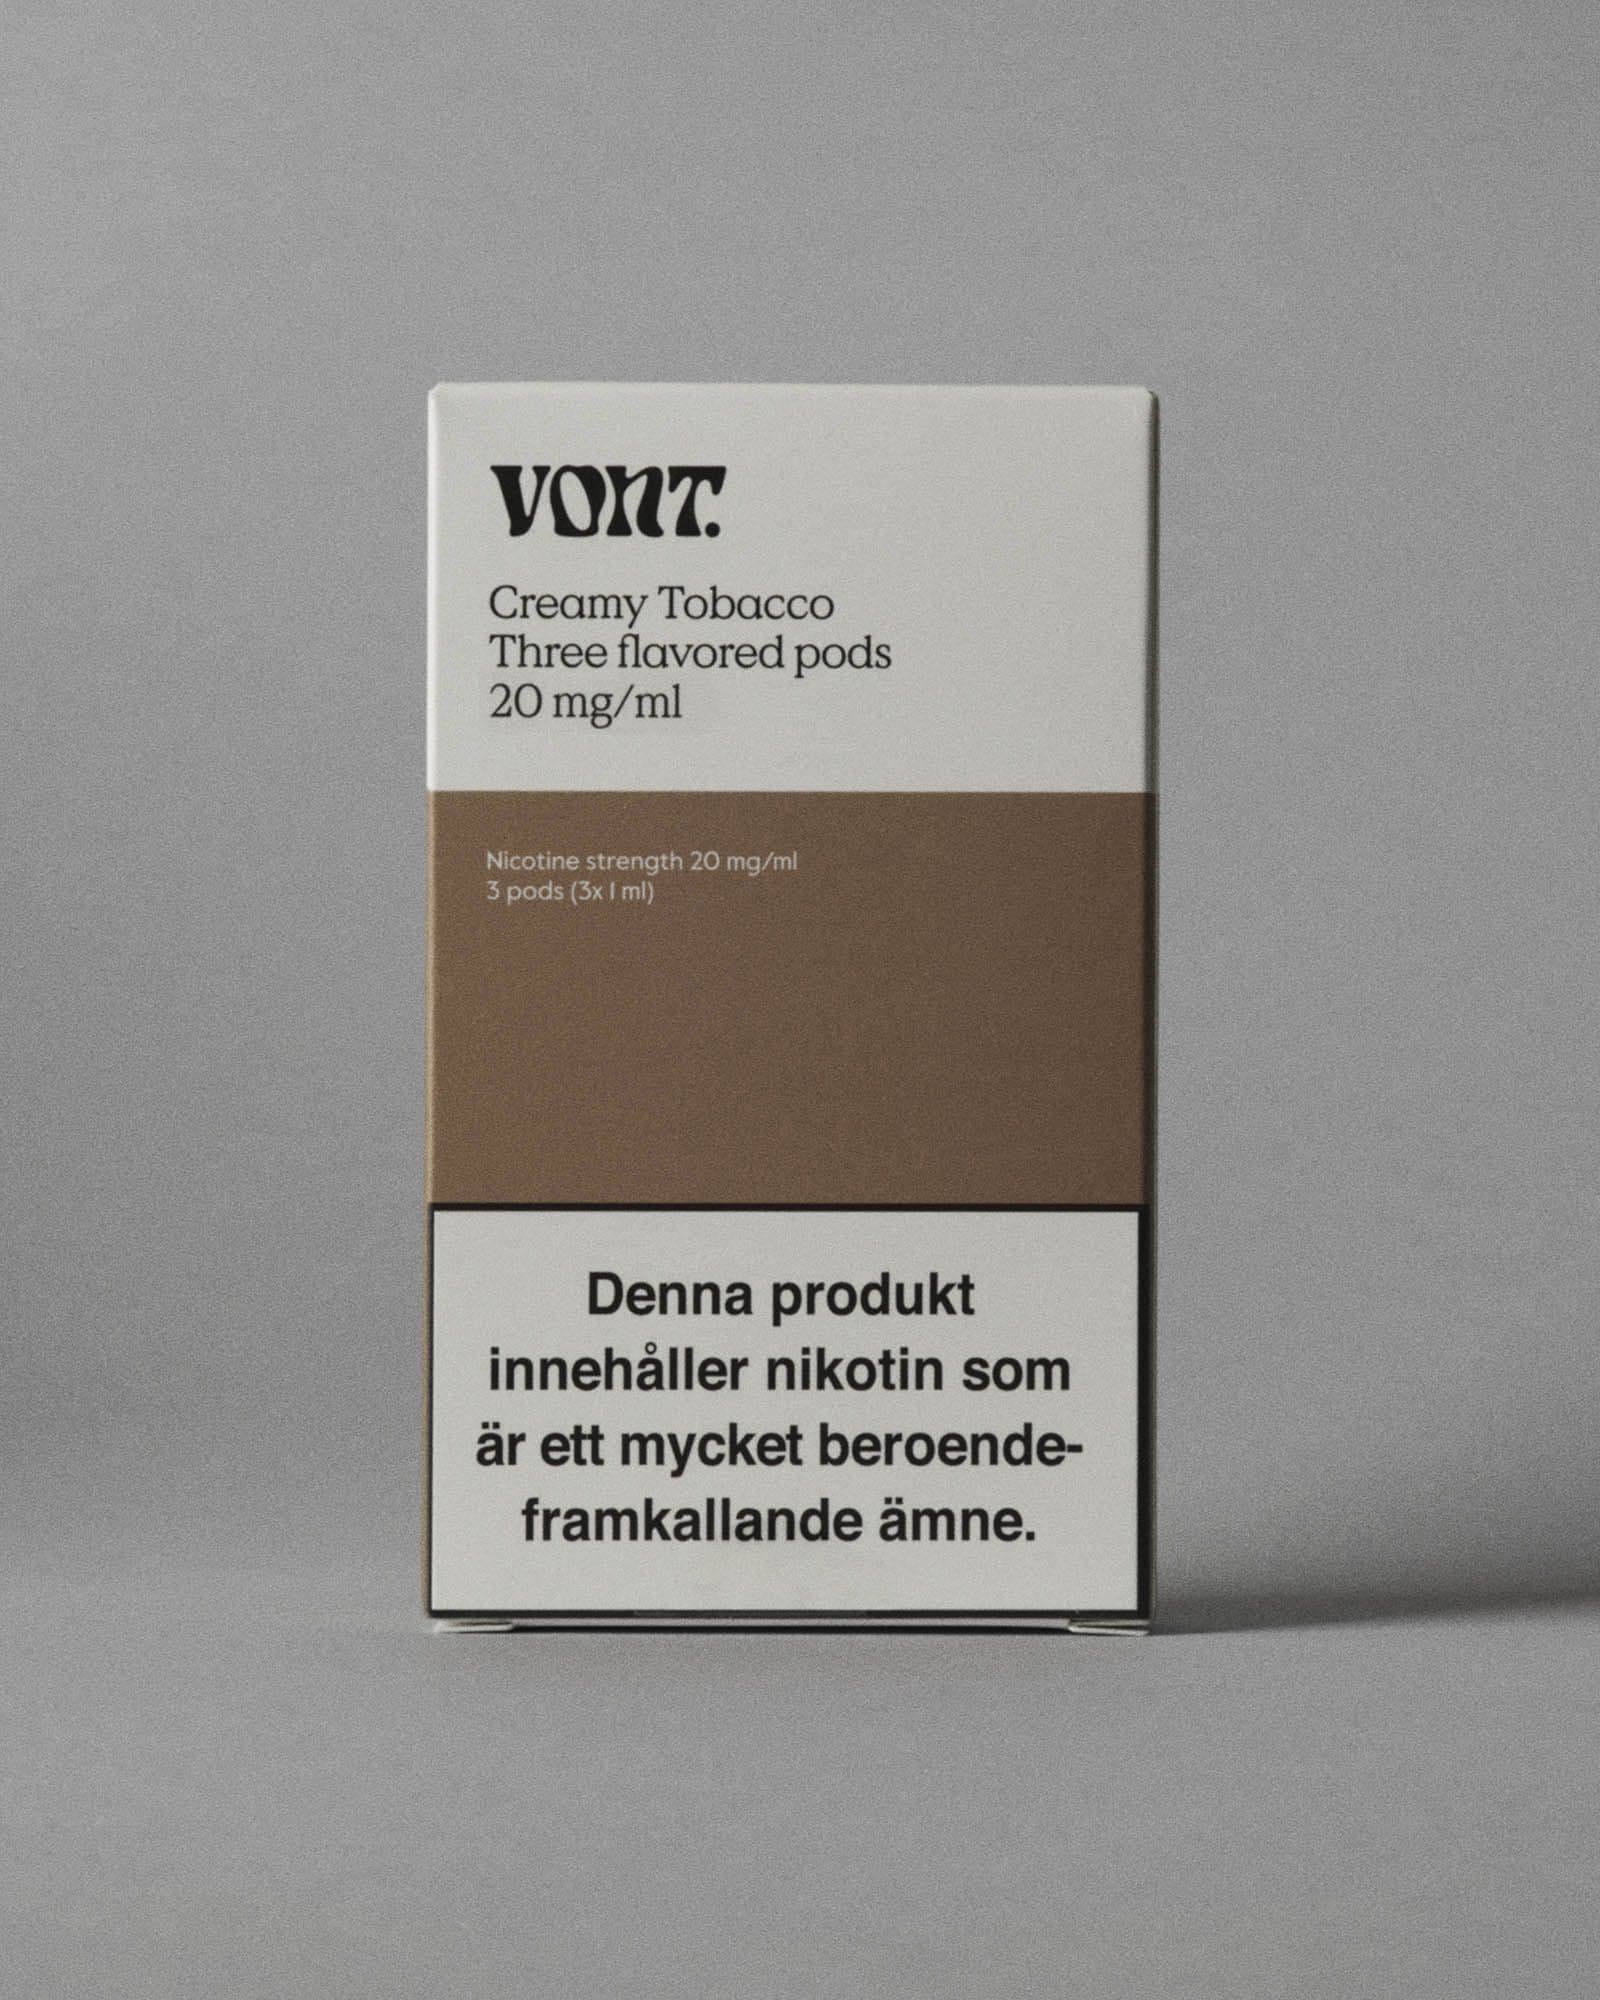 VONT.
Creamy Tobacco
Three flavored pods
20 mg/ml
Nicotine strength 20 mg/ml
3 pods (3x 1 ml)
Denna produkt
innehåller nikotin som
är ett mycket beroende-
framkallande ämne.